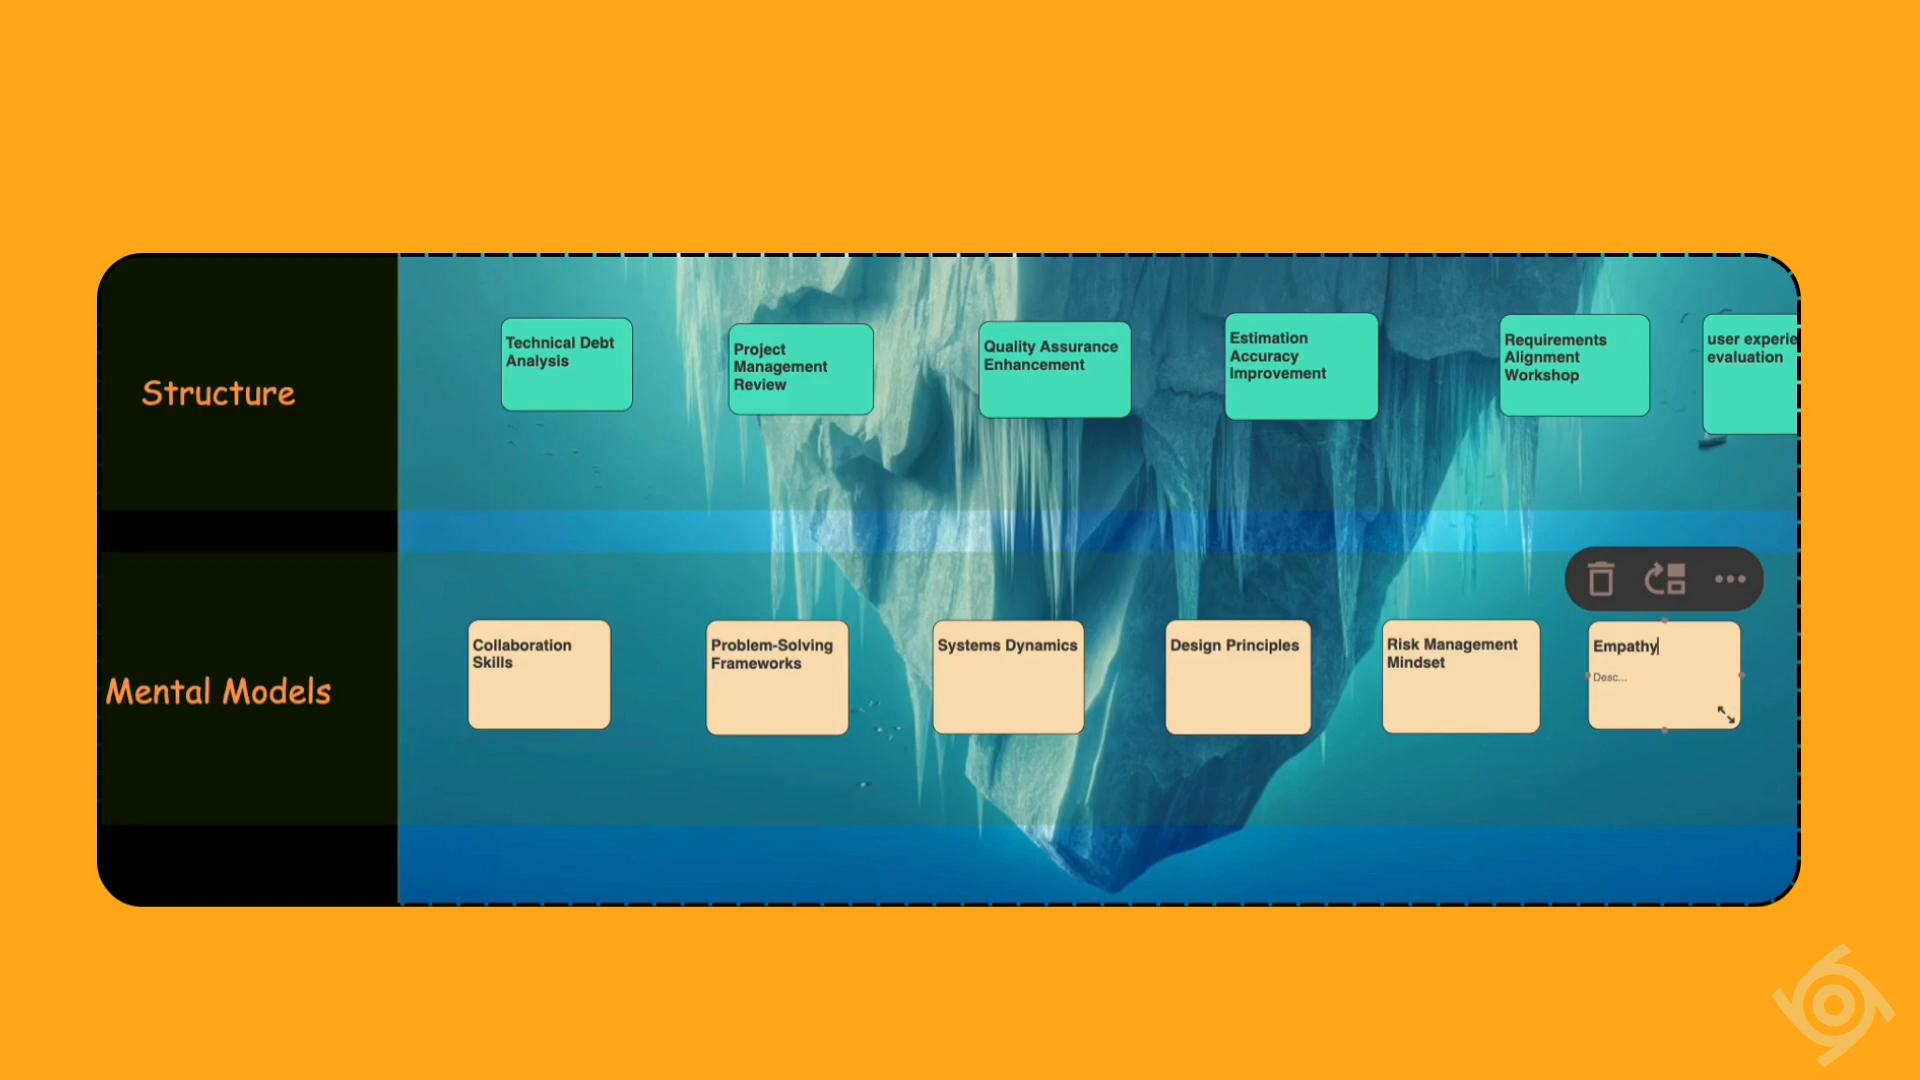 Structure
Technical Debt
Analysis
Project
Management
Review
Quality Assurance
Enhancement
Estimation
Accuracy
Improvement
Requirements
Alignment
Workshop
user experie
evaluation
Mental Models
Collaboration
Skills
Problem-Solving
Frameworks
Systems Dynamics
Design Principles
Risk Management
Mindset
Empathy
Desc...